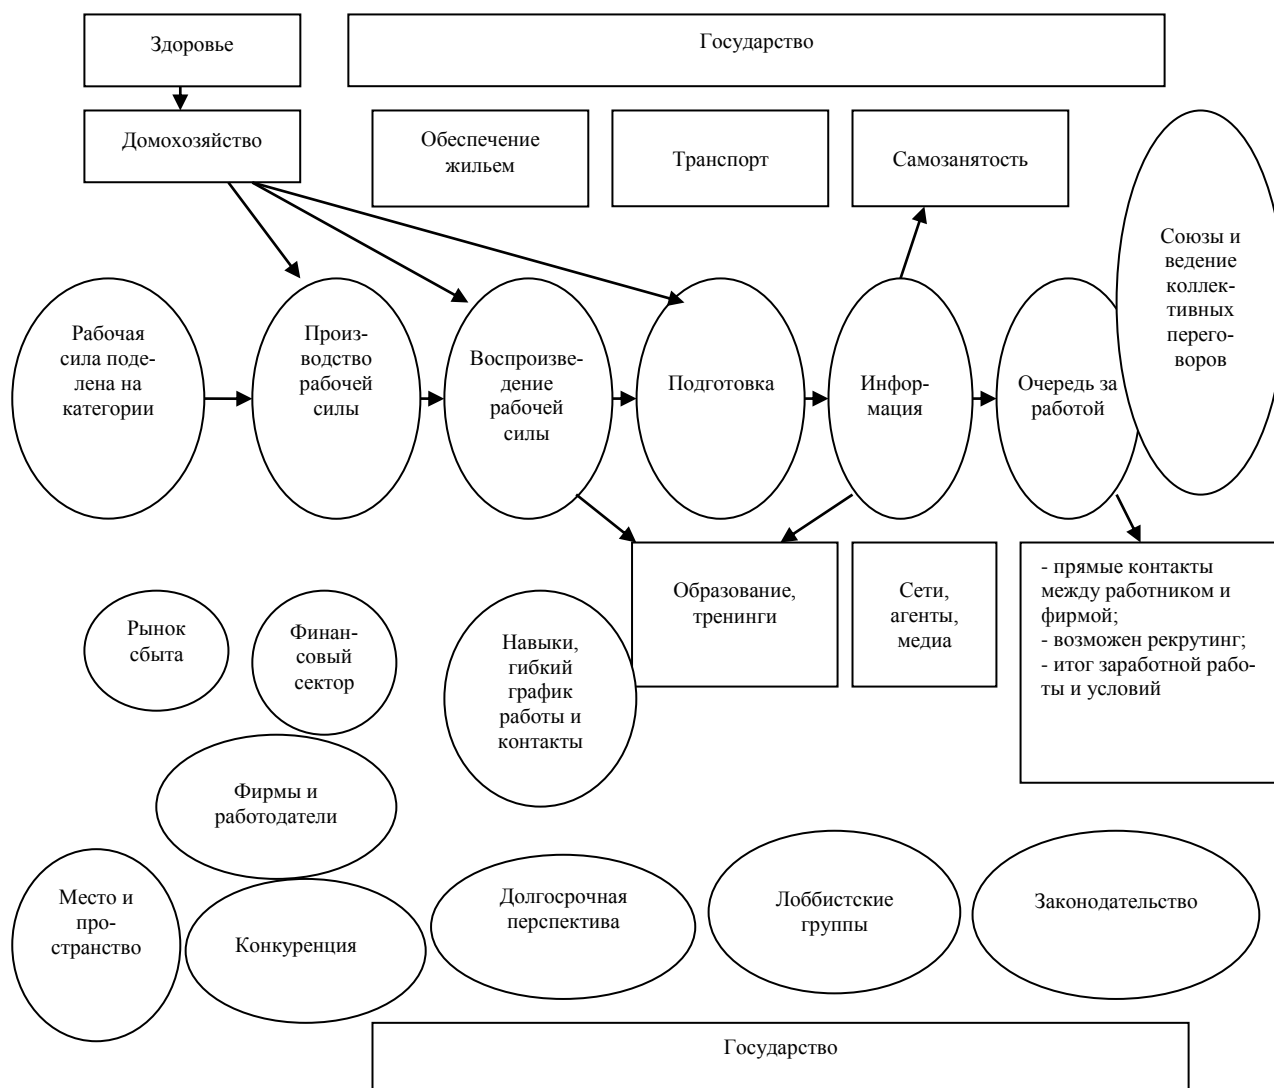 Здоровье
Государство
Домохозяйство
Обеспечение
жильем
Транспорт
Самозанятость
Союзы и
ведение
коллек-
тивных
перего-
воров
Рабочая
сила поде-
лена на
категории
Произ-
водство
рабочей
силы
Воспроизве-
дение
рабочей
силы
Подготовка
Инфор-
мация
Очередь за
работой
Образование,
тренинги
Сети,
агенты,
медиа
- прямые контакты
между работником и
фирмой;
- возможен рекрутинг;
- итог заработной рабо-
ты и условий
Рынок
сбыта
Финан-
совый
сектор
Навыки,
гибкий
график
работы и
контакты
Фирмы и
работодатели
Место и
про-
странство
Конкуренция
Долгосрочная
перспектива
Лоббистские
группы
Законодательство
Государство